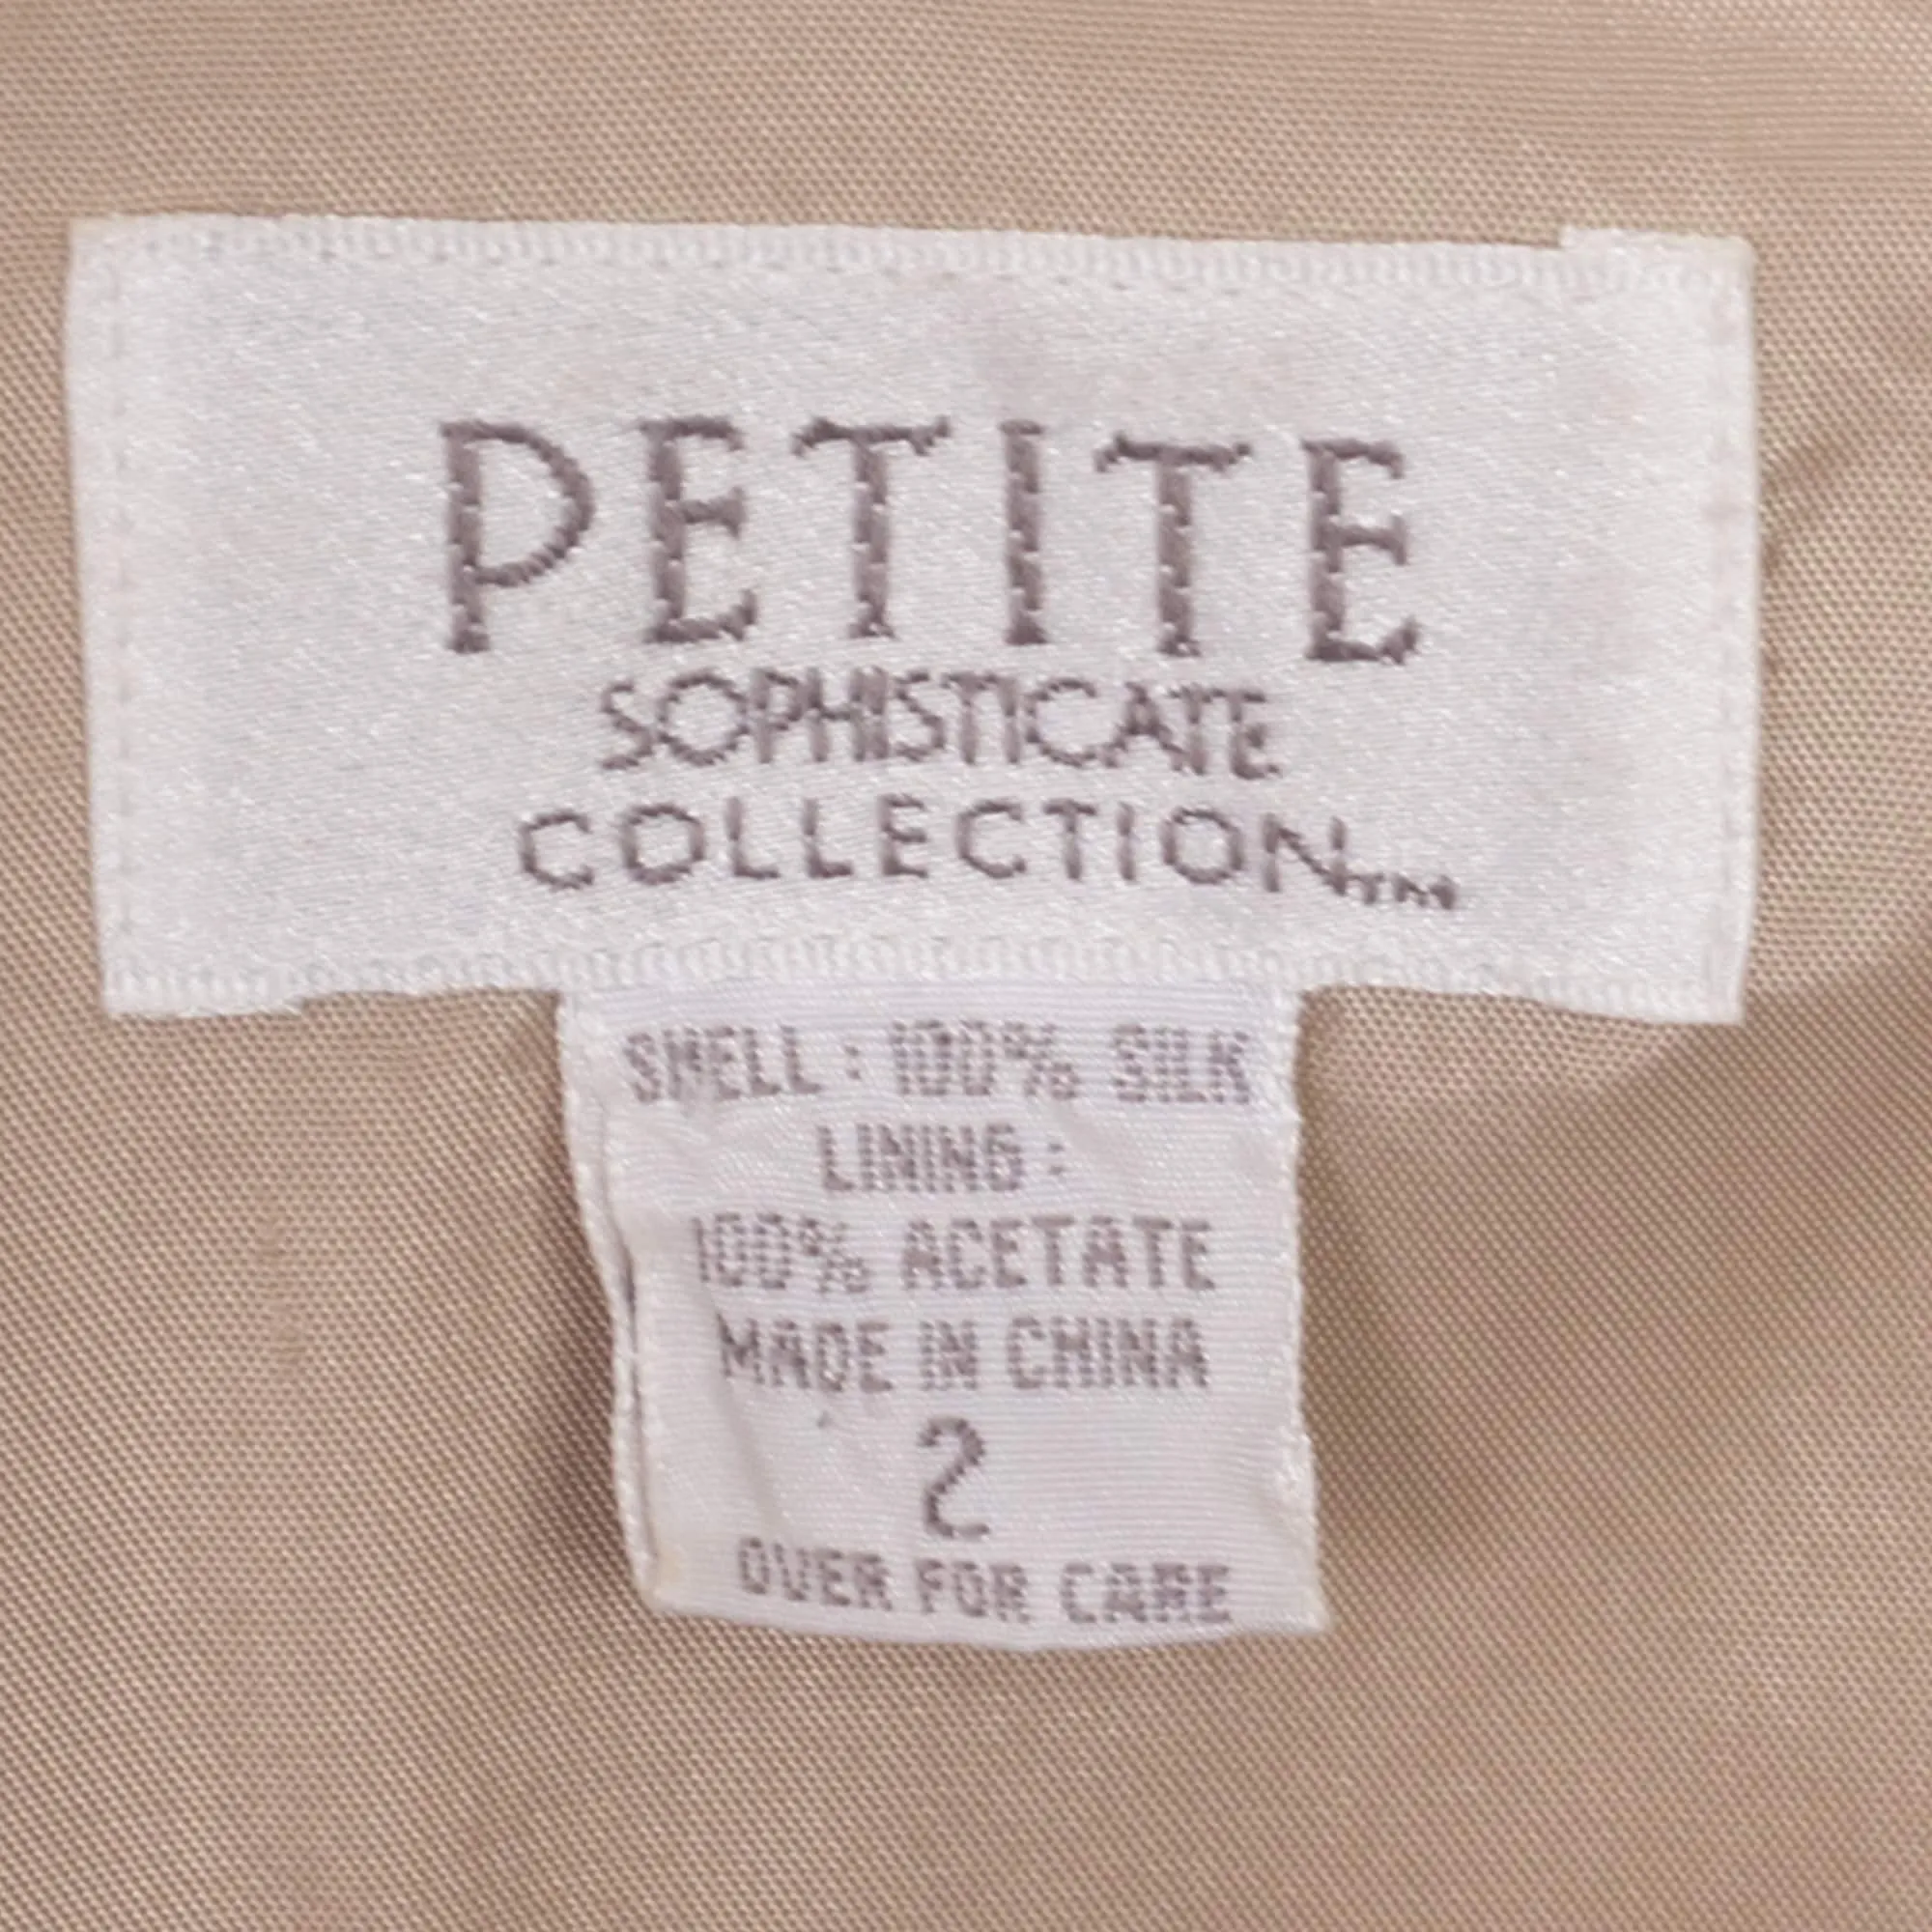 PETITE
SOPHISTICATE
COLLECTION™
SHELL : 100% SILK
LINING :
100% ACETATE
MADE IN CHINA
2
OVER FOR CARE